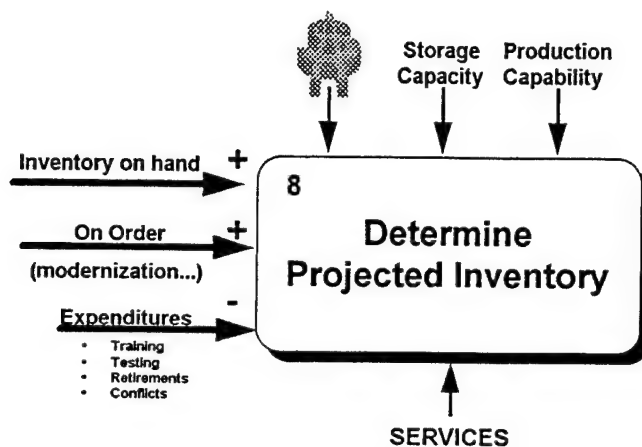 Storage
Capacity
Production
Capability
Inventory on hand +
On Order +
(modernization...)
Expenditures -
• Training
• Testing
• Retirements
• Conflicts
8
Determine
Projected Inventory
SERVICES